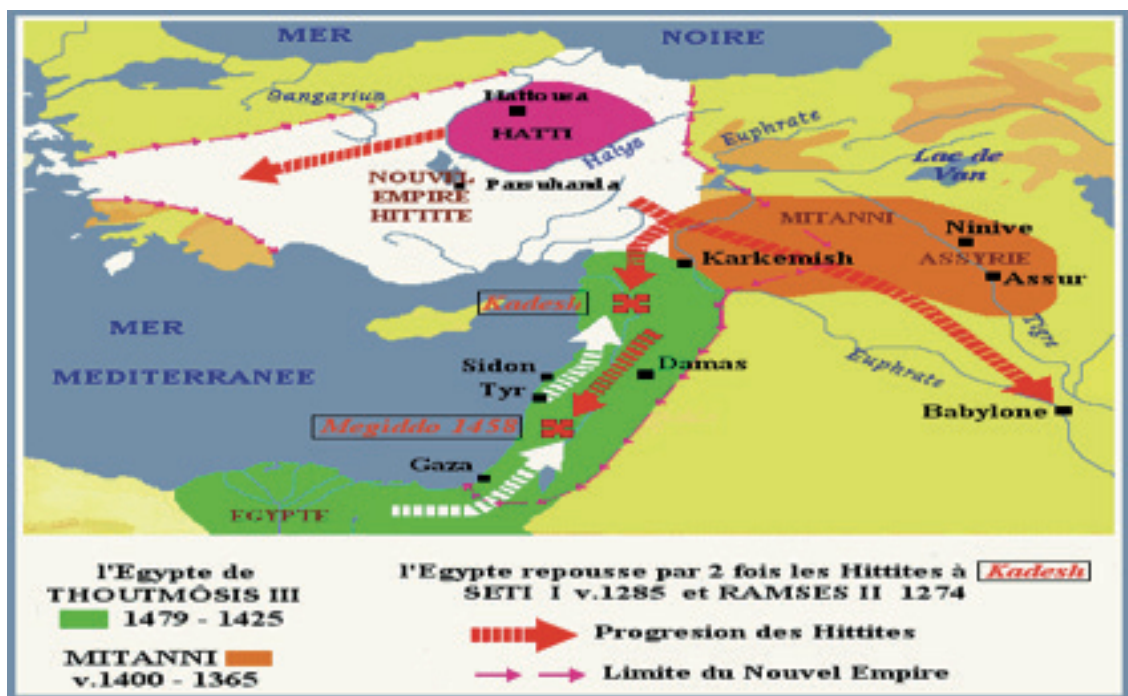 MER
NOIRE
Sangarius
Hattousa
HATTI
Halys
Euphrate
Lac de
Van
NOUVEL
EMPIRE
HITTITE
MITANNI
Ninive
ASSYRIE
Karkemish
Assur
Kadesh
Tigr
MER
MEDITERRANEE
Sidon
Tyr
Damas
Euphrate
Babylone
Megiddo 1458
Gaza
EGYPTE
l'Egypte de
THOUTMÔSIS III
1479 - 1425
MITANNI
v.1400 - 1365
l'Egypte repousse par 2 fois les Hittites à Kadesh
SETI I v.1285 et RAMSES II 1274
Progresion des Hittites
Limite du Nouvel Empire